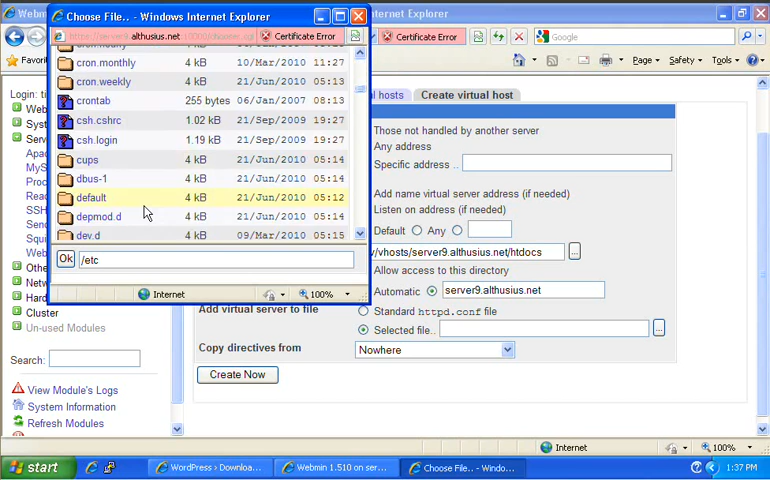 Choose File.. - Windows Internet Explorer
t Explorer
althusius.net
Certificate Error
Certificate Error
Google
Favori
Page
Safety
Tools
cron.monthly 4 kB 10/Mar/2010 11:27
cron.weekly 4 kB 21/Jun/2010 05:13
crontab 255 bytes 06/Jan/2007 08:13
csh.cshrc 1.02 kB 21/Sep/2009 19:27
csh.login 1.19 kB 21/Sep/2009 19:27
cups 4 kB 21/Jun/2010 05:14
dbus-1 4 kB 21/Jun/2010 05:14
default 4 kB 21/Jun/2010 05:12
depmod.d 4 kB 21/Jun/2010 05:14
dev.d 4 kB 09/Mar/2010 05:15
Ok /etc
Internet 100%
Login: ti
Web
Sys
Serv
Apa
MyS
Proc
Rea
SSH
Web
Othe
Netw
Hard
Cluster
Un-used Modules
Search:
View Module's Logs
System Information
Refresh Modules
al hosts
Create virtual host
Those not handled by another server
Any address
Specific address ..
Add name virtual server address (if needed)
Listen on address (if needed)
Default Any
v/vhosts/server9.althusius.net/htdocs ...
Allow access to this directory
Automatic server9.althusius.net
Add virtual server to file
Standard httpd.conf file
Selected file.. ...
Copy directives from Nowhere
Create Now
Internet 100%
start
WordPress › Downloa...
Webmin 1.510 on ser...
Choose File.. - Windo...
1:37 PM